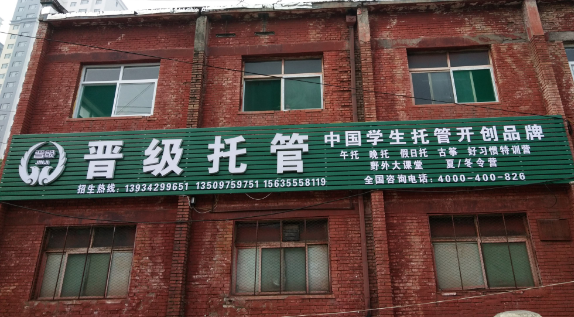 晋级
晋级托管
招生热线：13934299651 13509759751 15635558119
中国学生托管开创品牌
午托 晚托 假日托 古筝 好习惯特训营
野外大课堂 夏/冬令营
全国咨询电话：4000-400-826